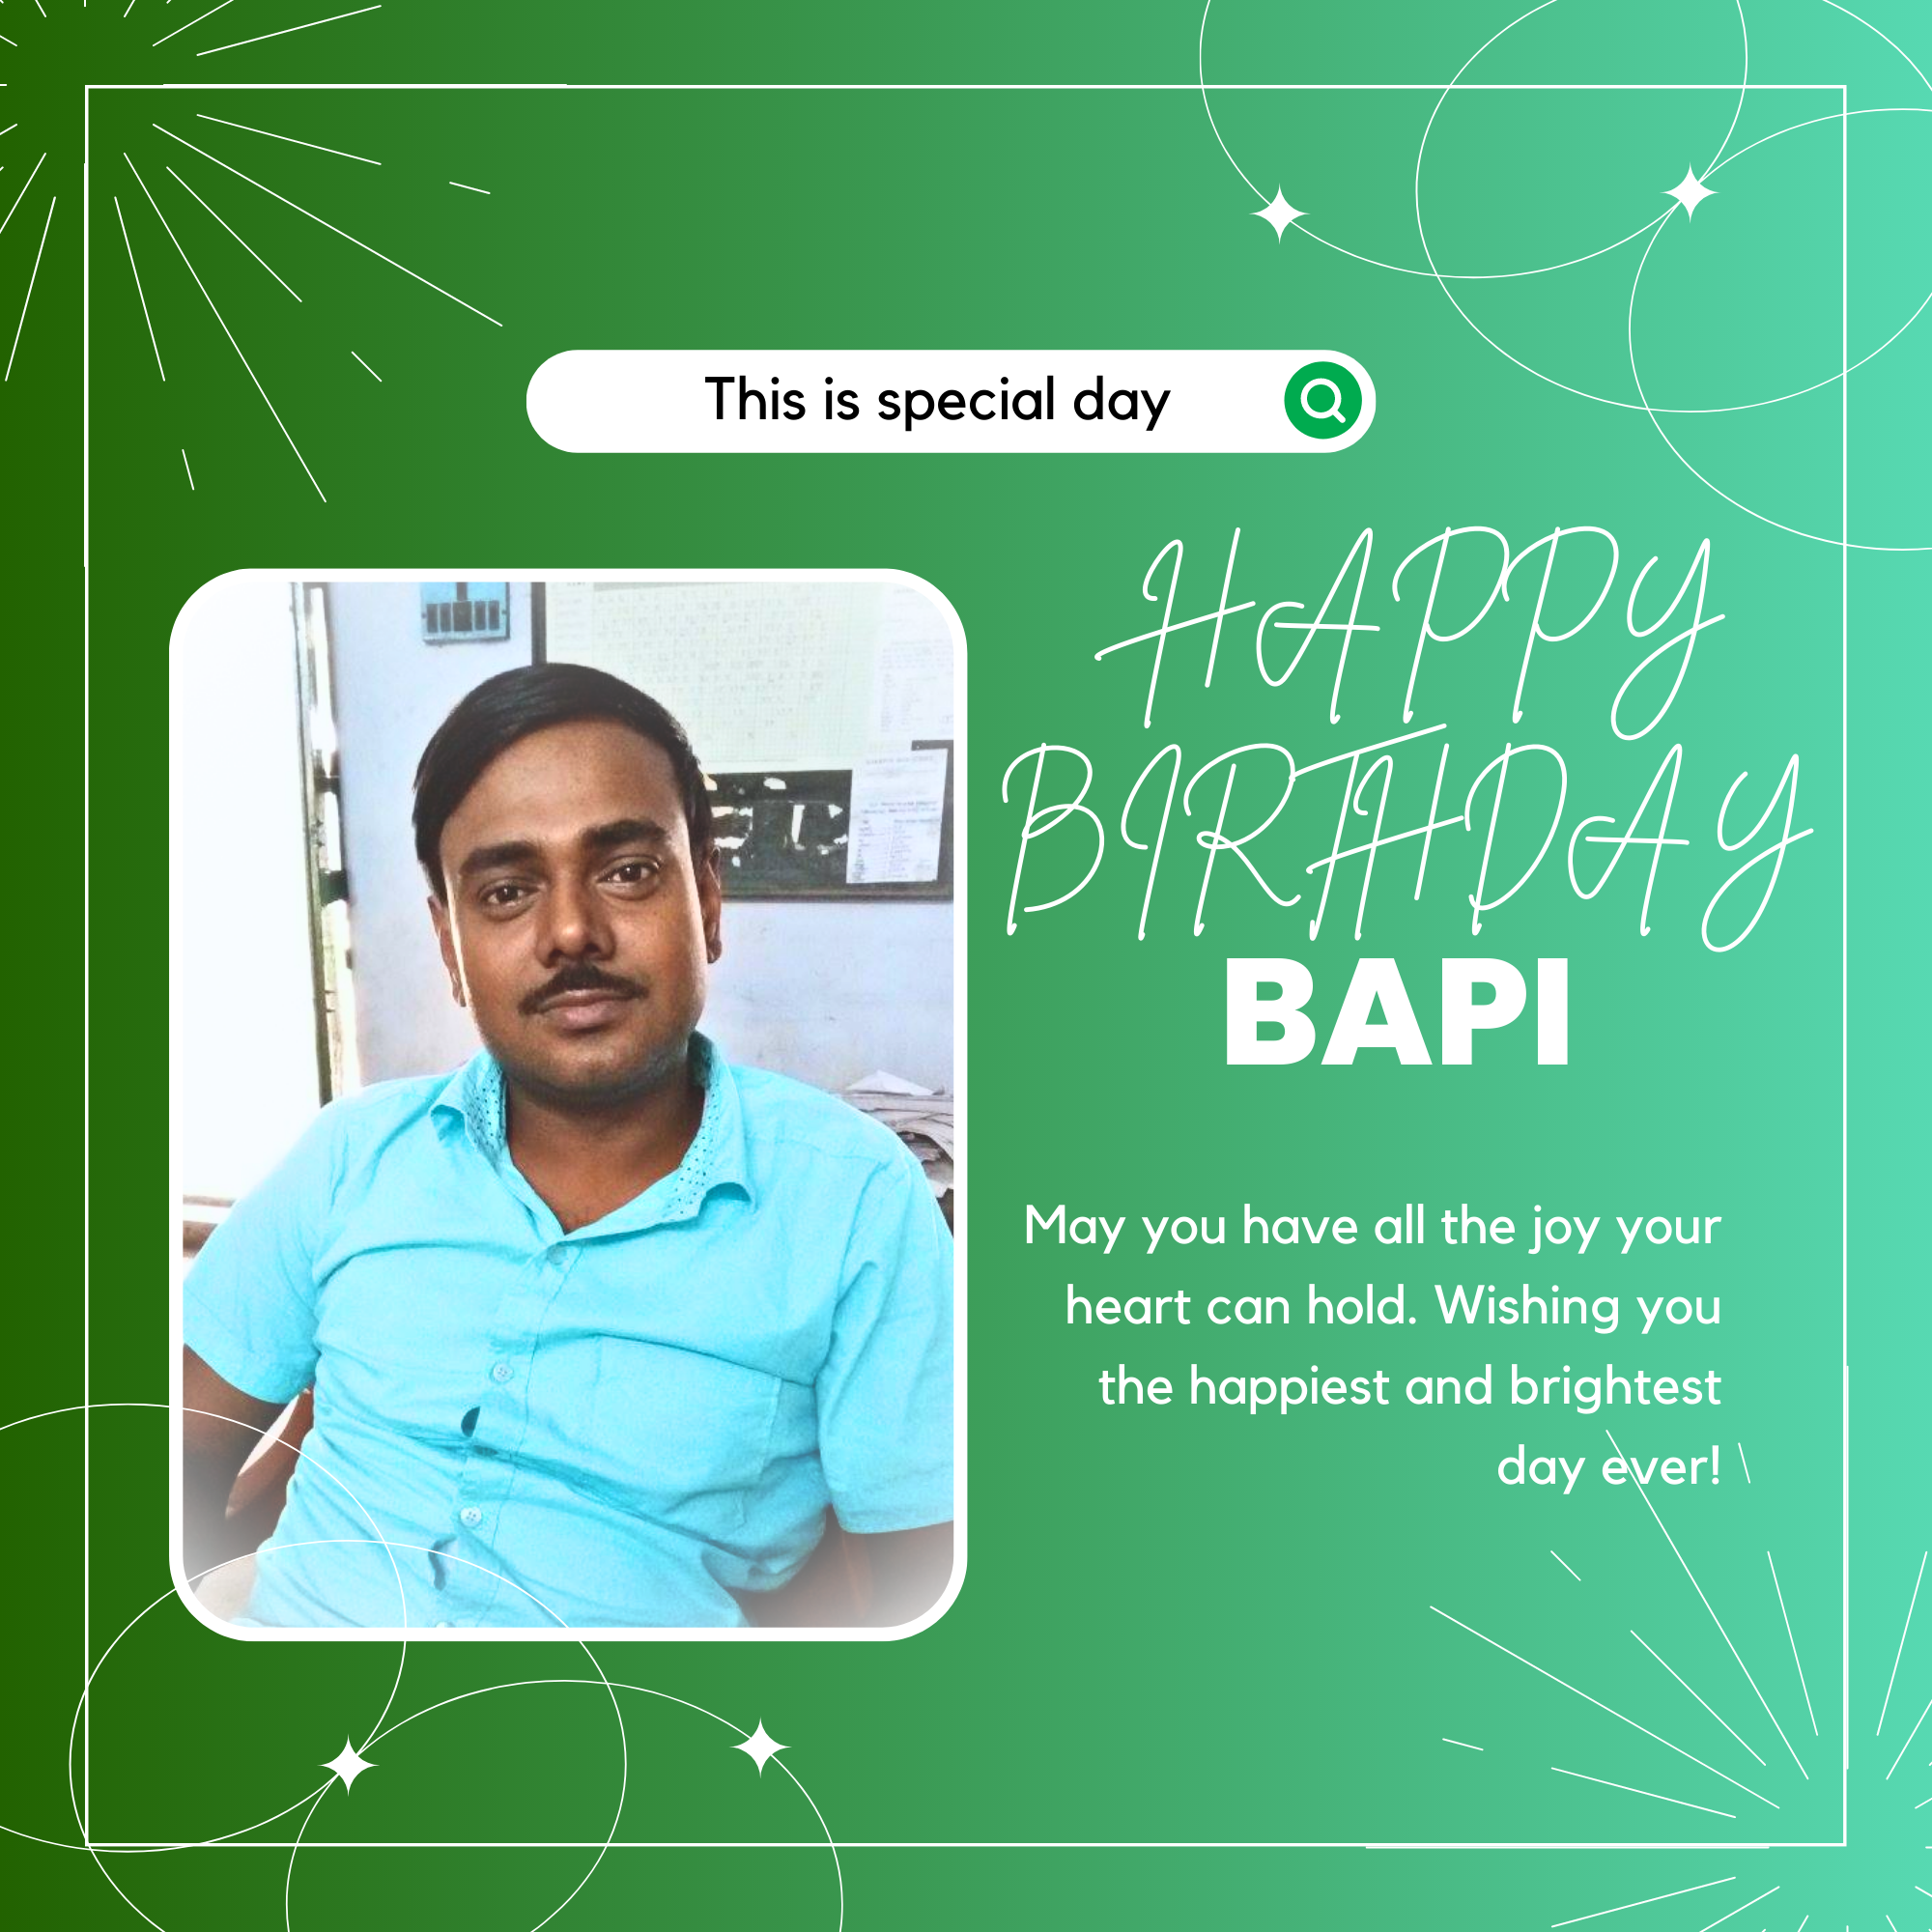 This is special day
HAPPY
BIRTHDAY
BAPI
May you have all the joy your
heart can hold. Wishing you
the happiest and brightest
day ever!